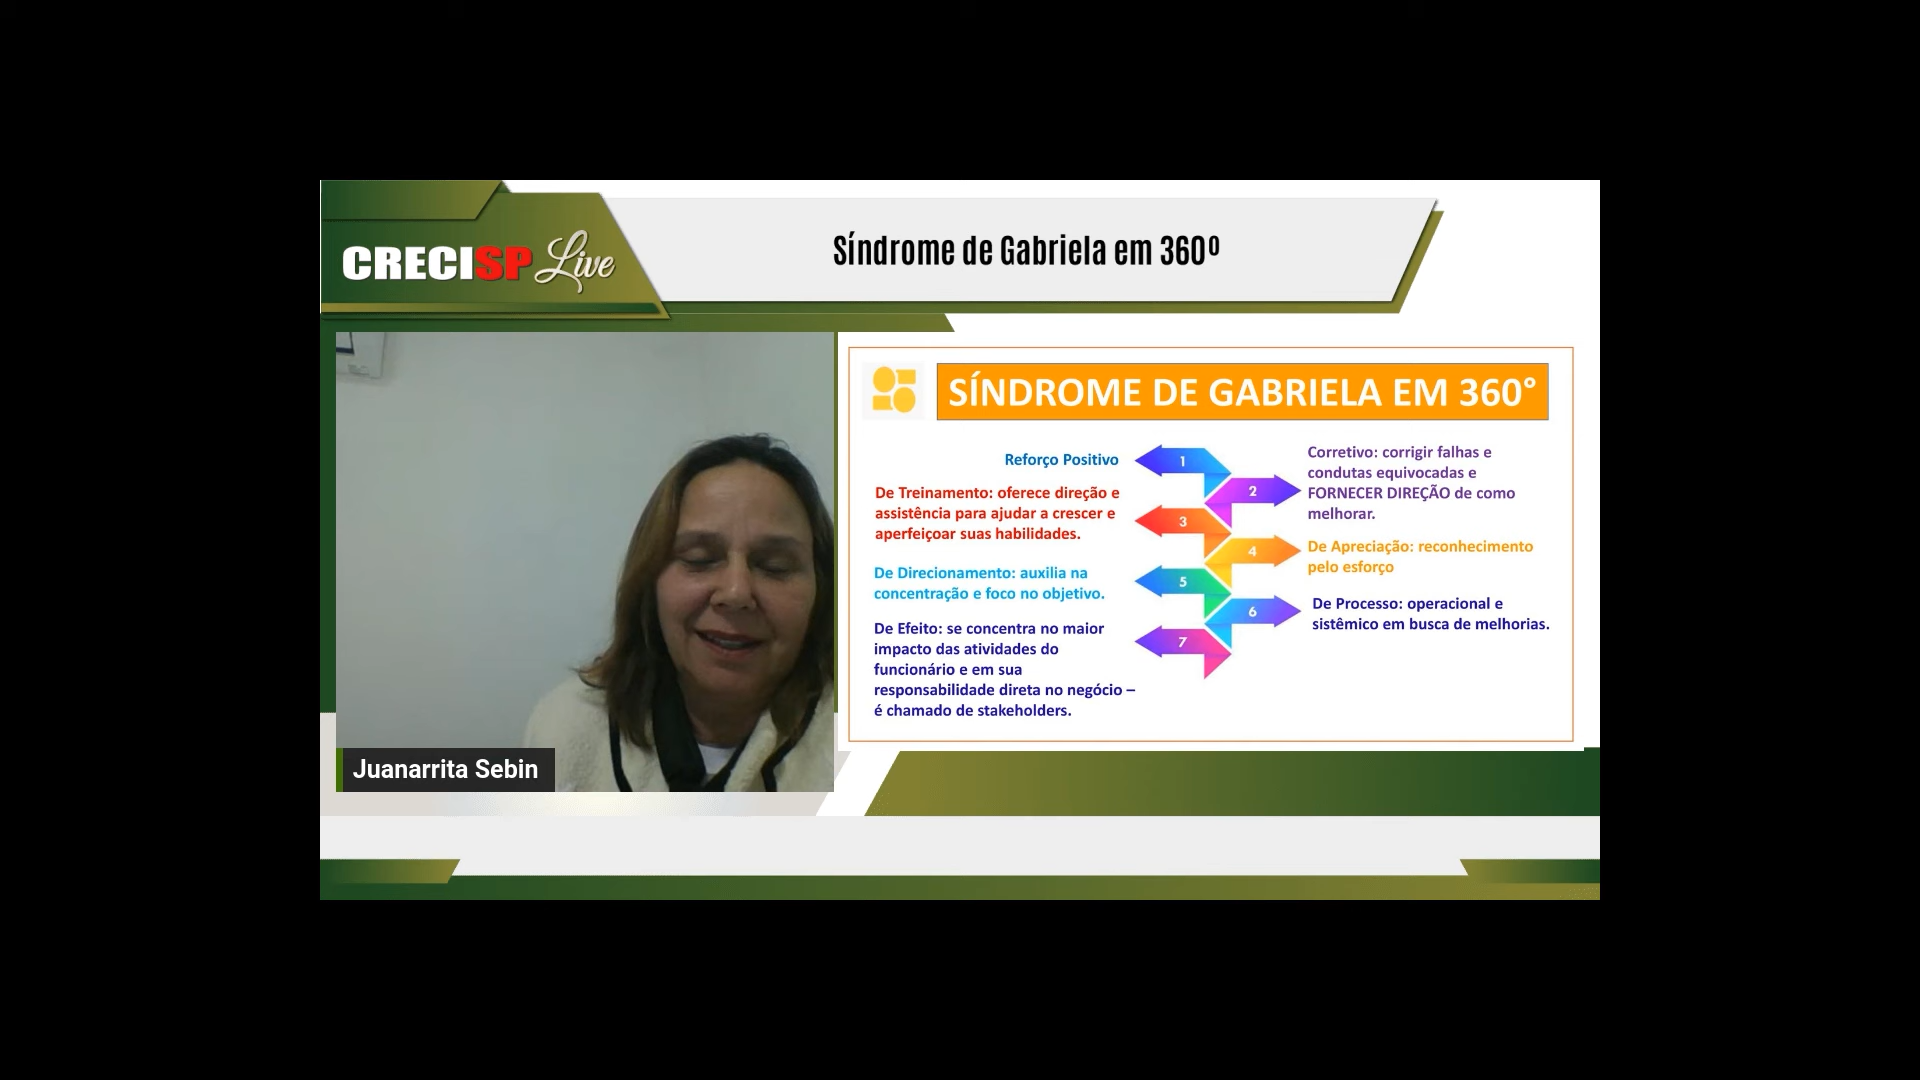 CRECISP Live
Síndrome de Gabriela em 360º
SÍNDROME DE GABRIELA EM 360°
Reforço Positivo
1
Corretivo: corrigir falhas e
condutas equivocadas e
FORNECER DIREÇÃO de como
melhorar.
2
De Treinamento: oferece direção e
assistência para ajudar a crescer e
aperfeiçoar suas habilidades.
3
De Apreciação: reconhecimento
pelo esforço
4
De Direcionamento: auxilia na
concentração e foco no objetivo.
5
De Processo: operacional e
sistêmico em busca de melhorias.
6
De Efeito: se concentra no maior
impacto das atividades do
funcionário e em sua
responsabilidade direta no negócio –
é chamado de stakeholders.
7
Juanarrita Sebin